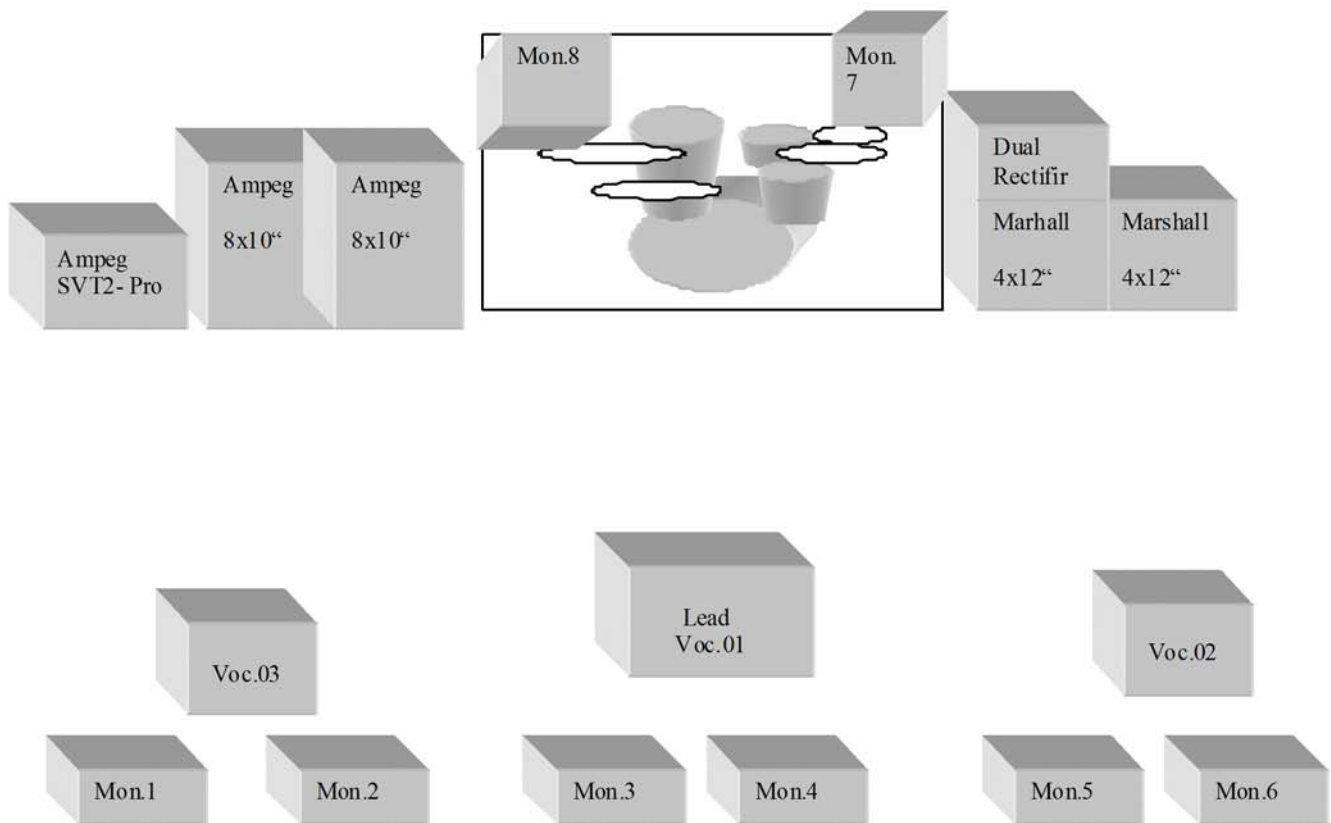 Mon.8
Mon.
7
Ampeg
8x10“
Ampeg
8x10“
Ampeg
SVT2- Pro
Dual
Rectifir
Marhall
4x12“
Marshall
4x12“
Voc.03
Lead
Voc.01
Voc.02
Mon.1
Mon.2
Mon.3
Mon.4
Mon.5
Mon.6